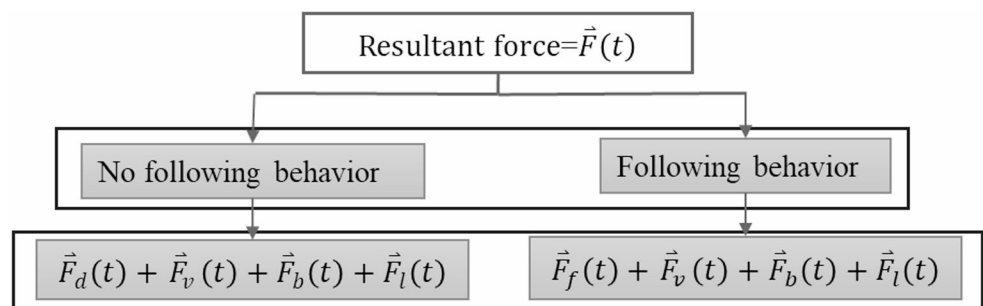 Resultant force=F⃗(t)
No following behavior
Following behavior
F⃗_d(t) + F⃗_v(t) + F⃗_b(t) + F⃗_l(t)
F⃗_f(t) + F⃗_v(t) + F⃗_b(t) + F⃗_l(t)